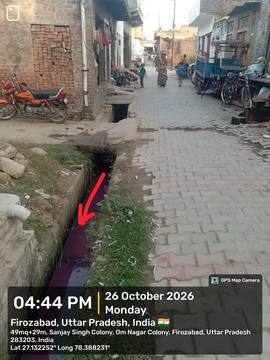 GPS Map Camera
04:44 PM
26 October 2026
Monday
Firozabad, Uttar Pradesh, India 🇮🇳
49mq+29m, Sanjay Singh Colony, Om Nagar Colony, Firozabad, Uttar Pradesh
283203, India
Lat 27.132252° Long 78.388231°